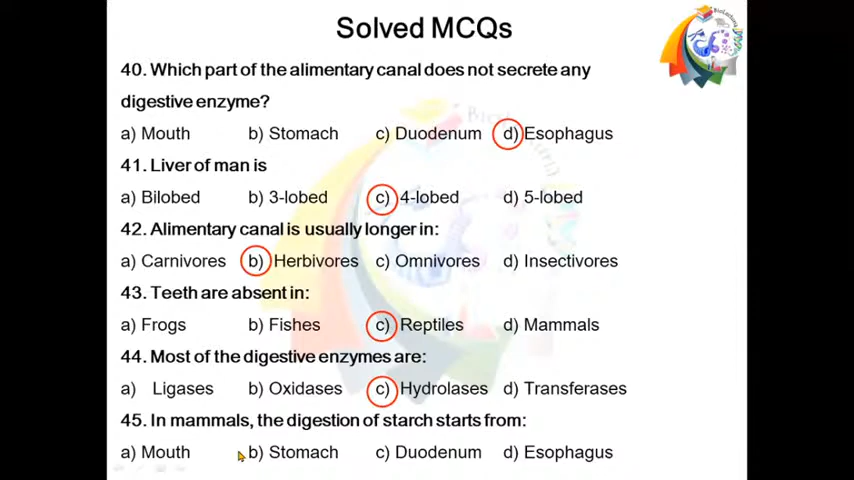 Solved MCQs
40. Which part of the alimentary canal does not secrete any
digestive enzyme?
a) Mouth b) Stomach c) Duodenum d) Esophagus
41. Liver of man is
a) Bilobed b) 3-lobed c) 4-lobed d) 5-lobed
42. Alimentary canal is usually longer in:
a) Carnivores b) Herbivores c) Omnivores d) Insectivores
43. Teeth are absent in:
a) Frogs b) Fishes c) Reptiles d) Mammals
44. Most of the digestive enzymes are:
a) Ligases b) Oxidases c) Hydrolases d) Transferases
45. In mammals, the digestion of starch starts from:
a) Mouth b) Stomach c) Duodenum d) Esophagus